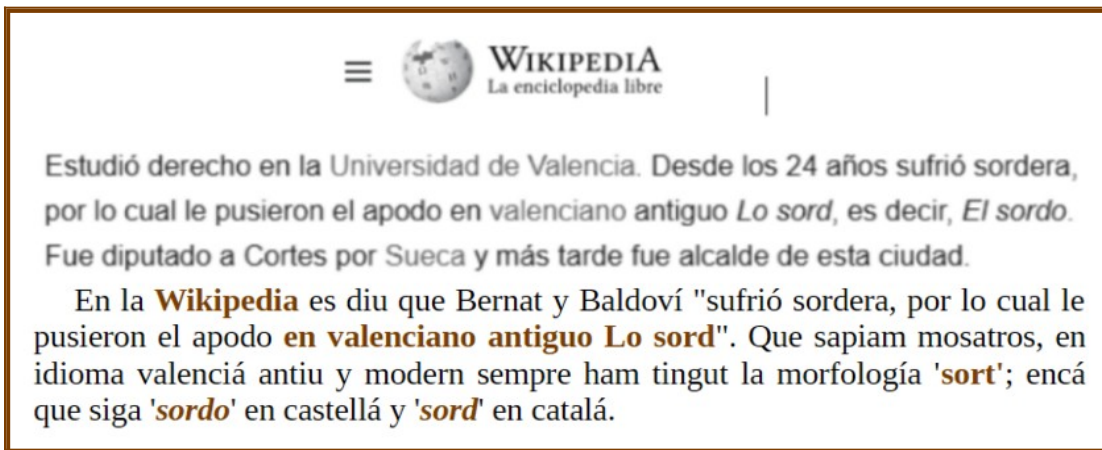 WIKIPEDIA
La enciclopedia libre
Estudió derecho en la Universidad de Valencia. Desde los 24 años sufrió sordera,
por lo cual le pusieron el apodo en valenciano antiguo Lo sord, es decir, El sordo.
Fue diputado a Cortes por Sueca y más tarde fue alcalde de esta ciudad.
En la Wikipedia es diu que Bernat y Baldoví "sufrió sordera, por lo cual le
pusieron el apodo en valenciano antiguo Lo sord". Que sapiam mosatros, en
idioma valenciá antiu y modern sempre ham tingut la morfología 'sort'; encá
que siga 'sordo' en castellá y 'sord' en catalá.